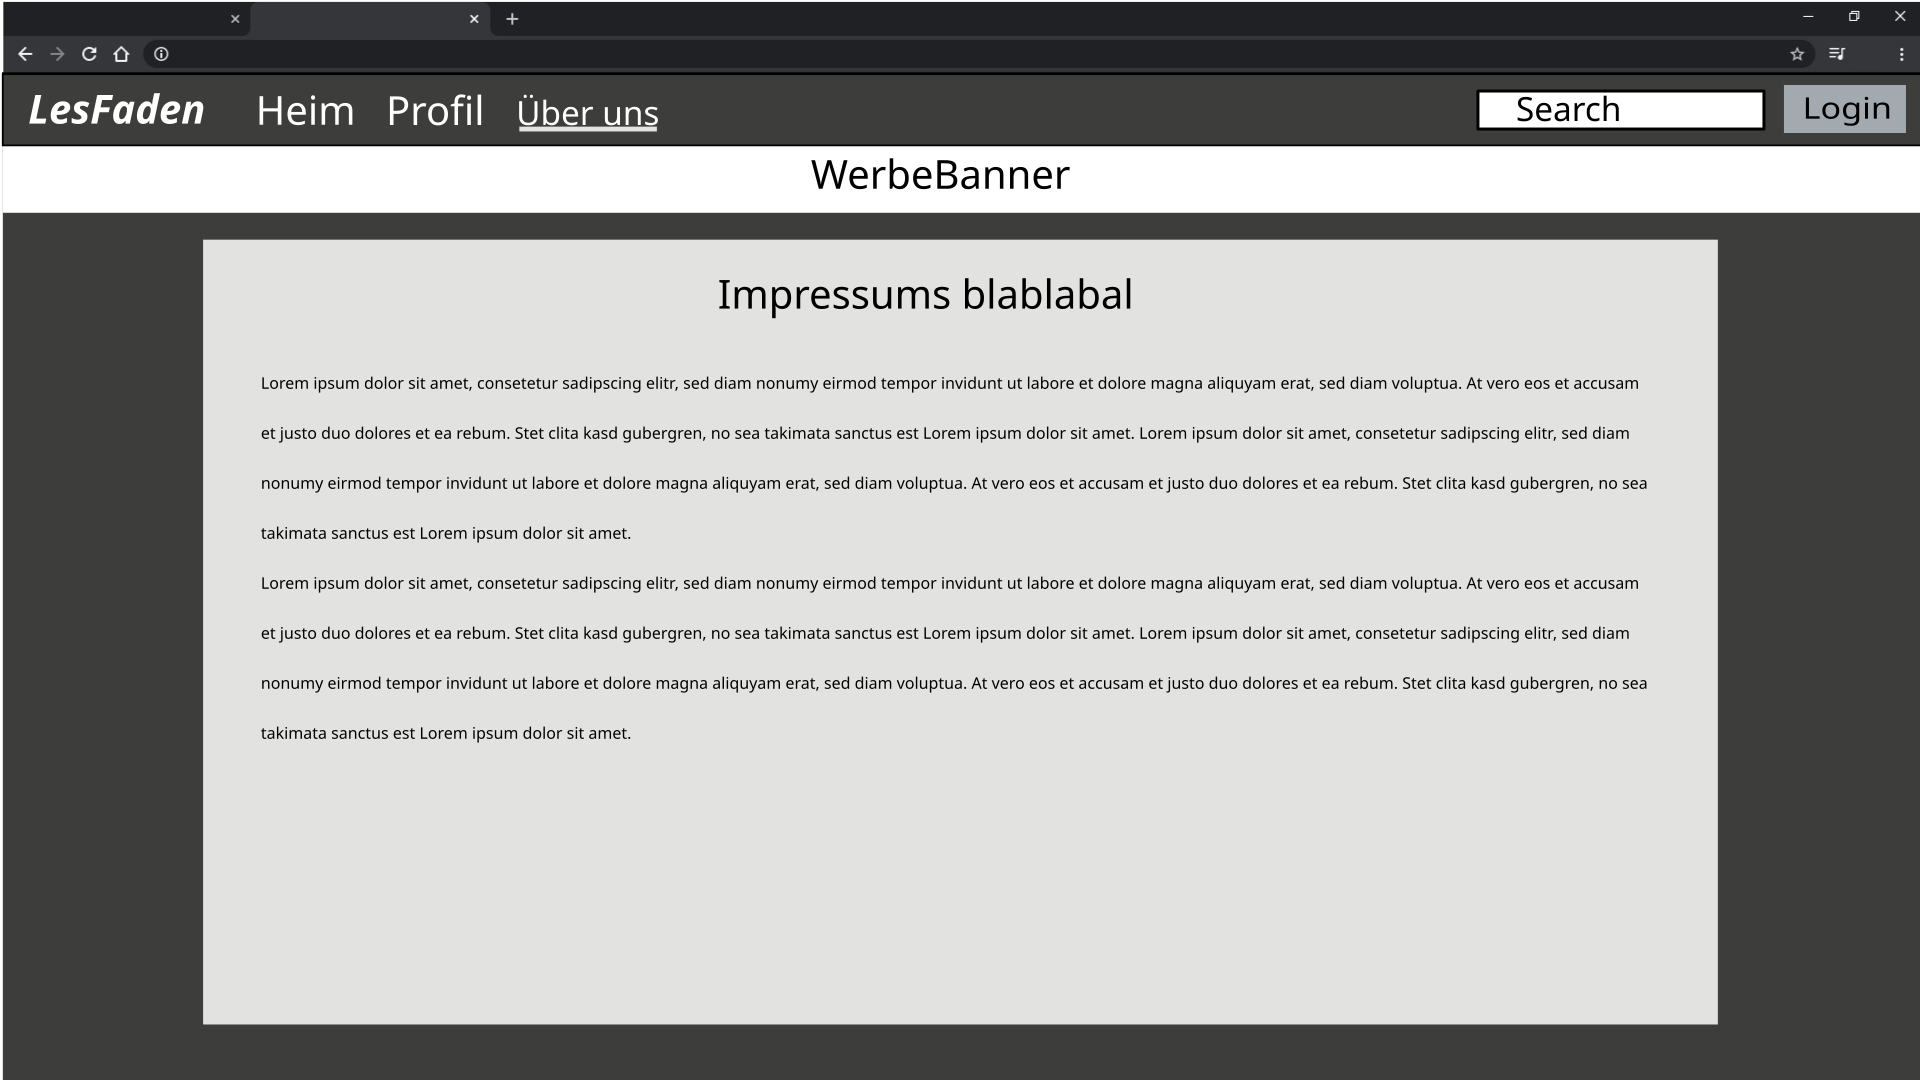 LesFaden Heim Profil Über uns Search Login
WerbeBanner
Impressums blablabal
Lorem ipsum dolor sit amet, consetetur sadipscing elitr, sed diam nonumy eirmod tempor invidunt ut labore et dolore magna aliquyam erat, sed diam voluptua. At vero eos et accusam
et justo duo dolores et ea rebum. Stet clita kasd gubergren, no sea takimata sanctus est Lorem ipsum dolor sit amet. Lorem ipsum dolor sit amet, consetetur sadipscing elitr, sed diam
nonumy eirmod tempor invidunt ut labore et dolore magna aliquyam erat, sed diam voluptua. At vero eos et accusam et justo duo dolores et ea rebum. Stet clita kasd gubergren, no sea
takimata sanctus est Lorem ipsum dolor sit amet.
Lorem ipsum dolor sit amet, consetetur sadipscing elitr, sed diam nonumy eirmod tempor invidunt ut labore et dolore magna aliquyam erat, sed diam voluptua. At vero eos et accusam
et justo duo dolores et ea rebum. Stet clita kasd gubergren, no sea takimata sanctus est Lorem ipsum dolor sit amet. Lorem ipsum dolor sit amet, consetetur sadipscing elitr, sed diam
nonumy eirmod tempor invidunt ut labore et dolore magna aliquyam erat, sed diam voluptua. At vero eos et accusam et justo duo dolores et ea rebum. Stet clita kasd gubergren, no sea
takimata sanctus est Lorem ipsum dolor sit amet.